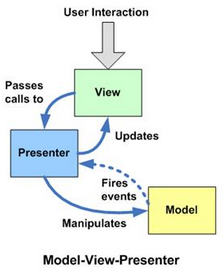 User Interaction
Passes
calls to
View
Updates
Presenter
Fires
events
Model
Manipulates
Model-View-Presenter